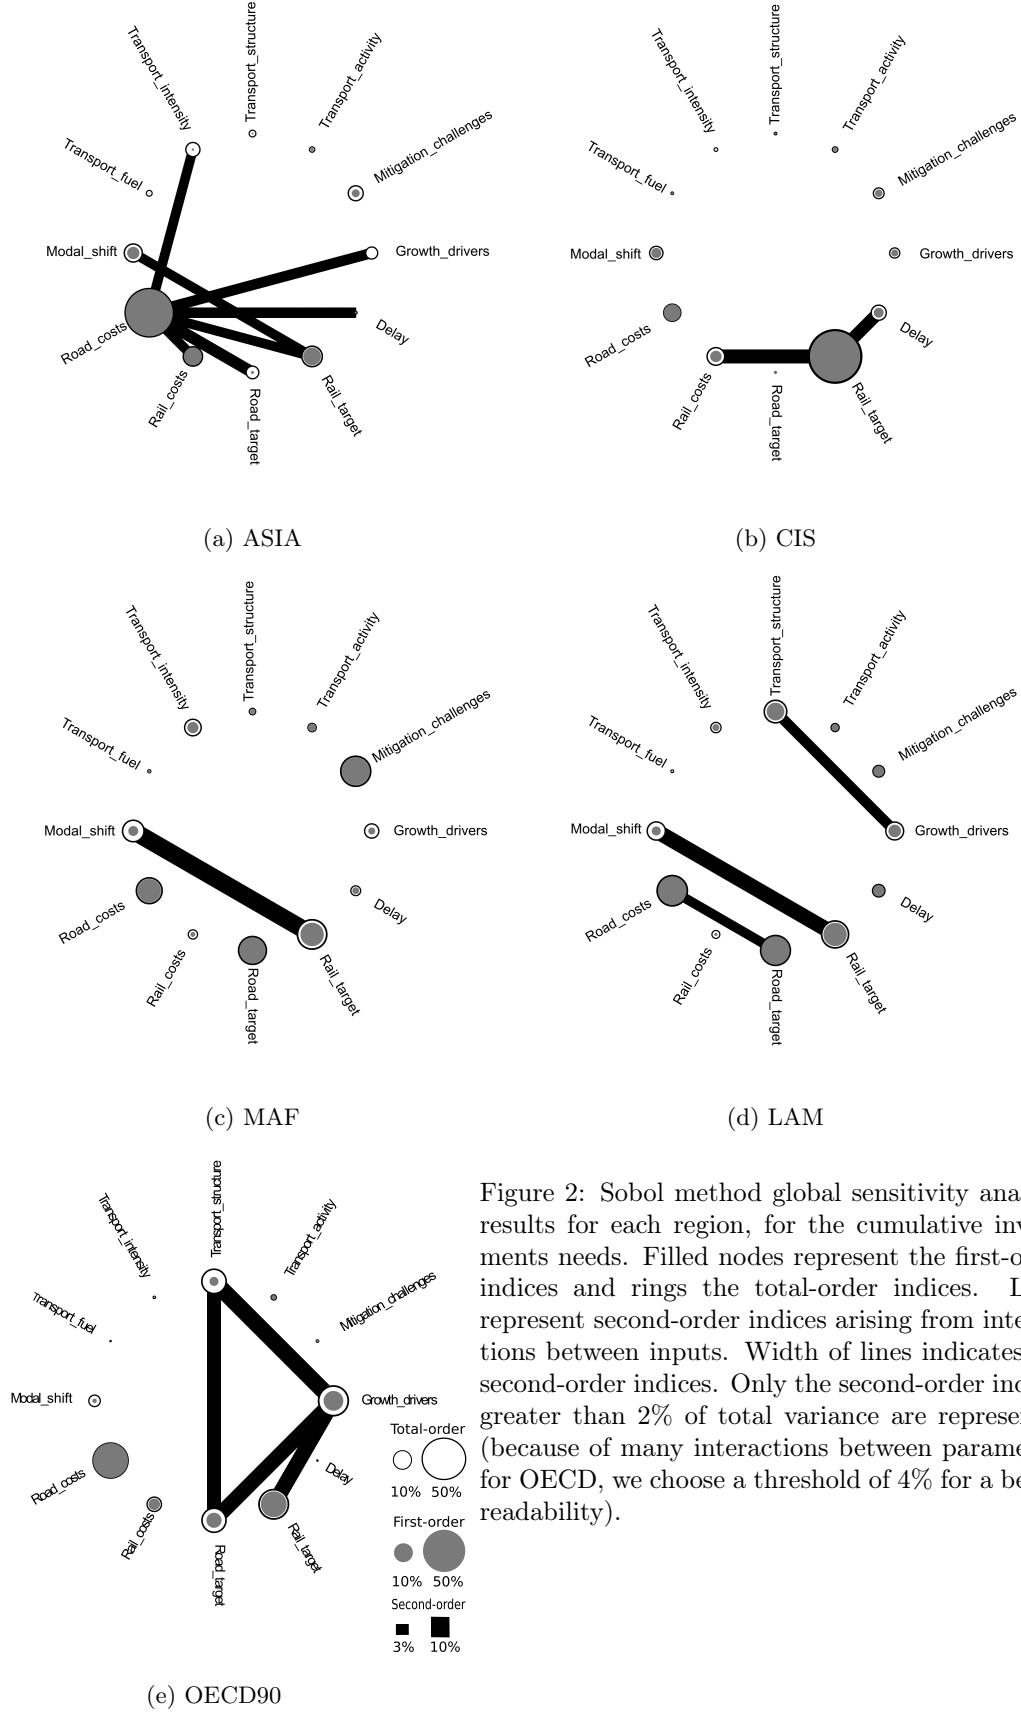 Transport_structure
Transport_intensity
Transport_activity
Mitigation_challenges
Transport_fuel
Modal_shift
Growth_drivers
Road_costs
Delay
Rail_costs
Road_target
Rail_target
(a) ASIA
Transport_structure
Transport_intensity
Transport_activity
Mitigation_challenges
Transport_fuel
Modal_shift
Growth_drivers
Road_costs
Delay
Rail_costs
Road_target
Rail_target
(b) CIS
Transport_structure
Transport_intensity
Transport_activity
Mitigation_challenges
Transport_fuel
Modal_shift
Growth_drivers
Road_costs
Delay
Rail_costs
Road_target
Rail_target
(c) MAF
Transport_structure
Transport_intensity
Transport_activity
Mitigation_challenges
Transport_fuel
Modal_shift
Growth_drivers
Road_costs
Delay
Rail_costs
Road_target
Rail_target
(d) LAM
Transport_structure
Transport_intensity
Transport_activity
Mitigation_challenges
Transport_fuel
Modal_shift
Growth_drivers
Road_costs
Delay
Rail_costs
Road_target
Rail_target
Total-order
10% 50%
First-order
10% 50%
Second-order
3% 10%
(e) OECD90
Figure 2: Sobol method global sensitivity ana
results for each region, for the cumulative inv
ments needs. Filled nodes represent the first-o
indices and rings the total-order indices. L
represent second-order indices arising from inte
tions between inputs. Width of lines indicates
second-order indices. Only the second-order ind
greater than 2% of total variance are represe
(because of many interactions between parame
for OECD, we choose a threshold of 4% for a be
readability).